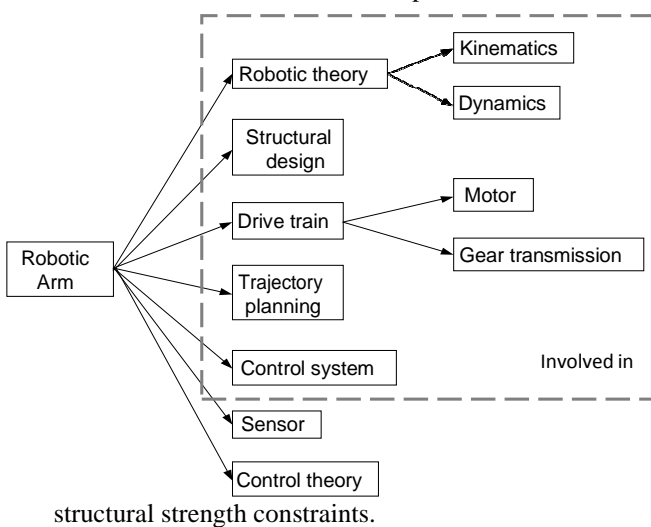 Robotic theory
Kinematics
Dynamics
Structural
design
Drive train
Motor
Gear transmission
Robotic
Arm
Trajectory
planning
Control system
Involved in
Sensor
Control theory
structural strength constraints.